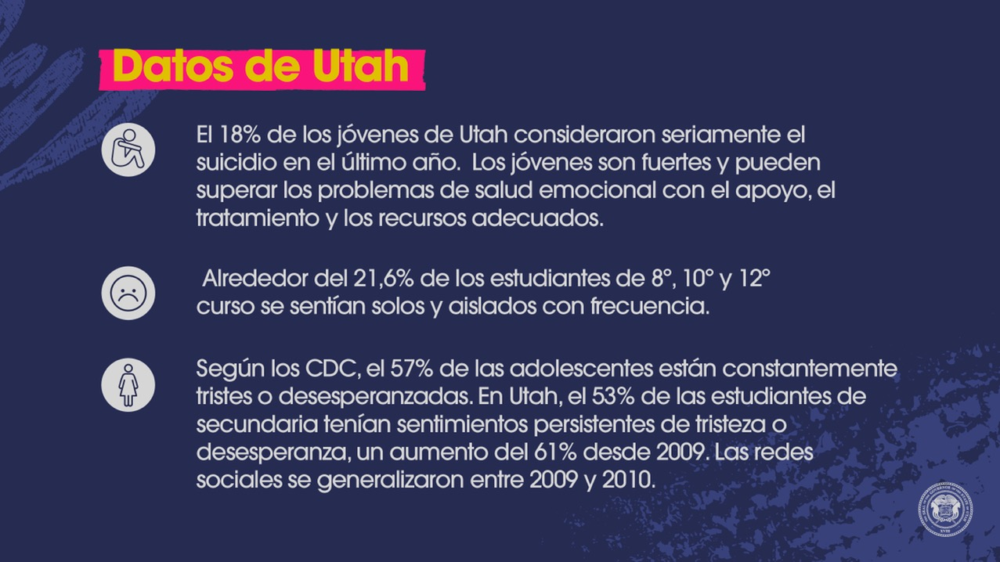 Datos de Utah
El 18% de los jóvenes de Utah consideraron seriamente el
suicidio en el último año.  Los jóvenes son fuertes y pueden
superar los problemas de salud emocional con el apoyo, el
tratamiento y los recursos adecuados.
Alrededor del 21,6% de los estudiantes de 8º, 10º y 12º
curso se sentían solos y aislados con frecuencia.
Según los CDC, el 57% de las adolescentes están constantemente
tristes o desesperanzadas. En Utah, el 53% de las estudiantes de
secundaria tenían sentimientos persistentes de tristeza o
desesperanza, un aumento del 61% desde 2009. Las redes
sociales se generalizaron entre 2009 y 2010.
XVIII